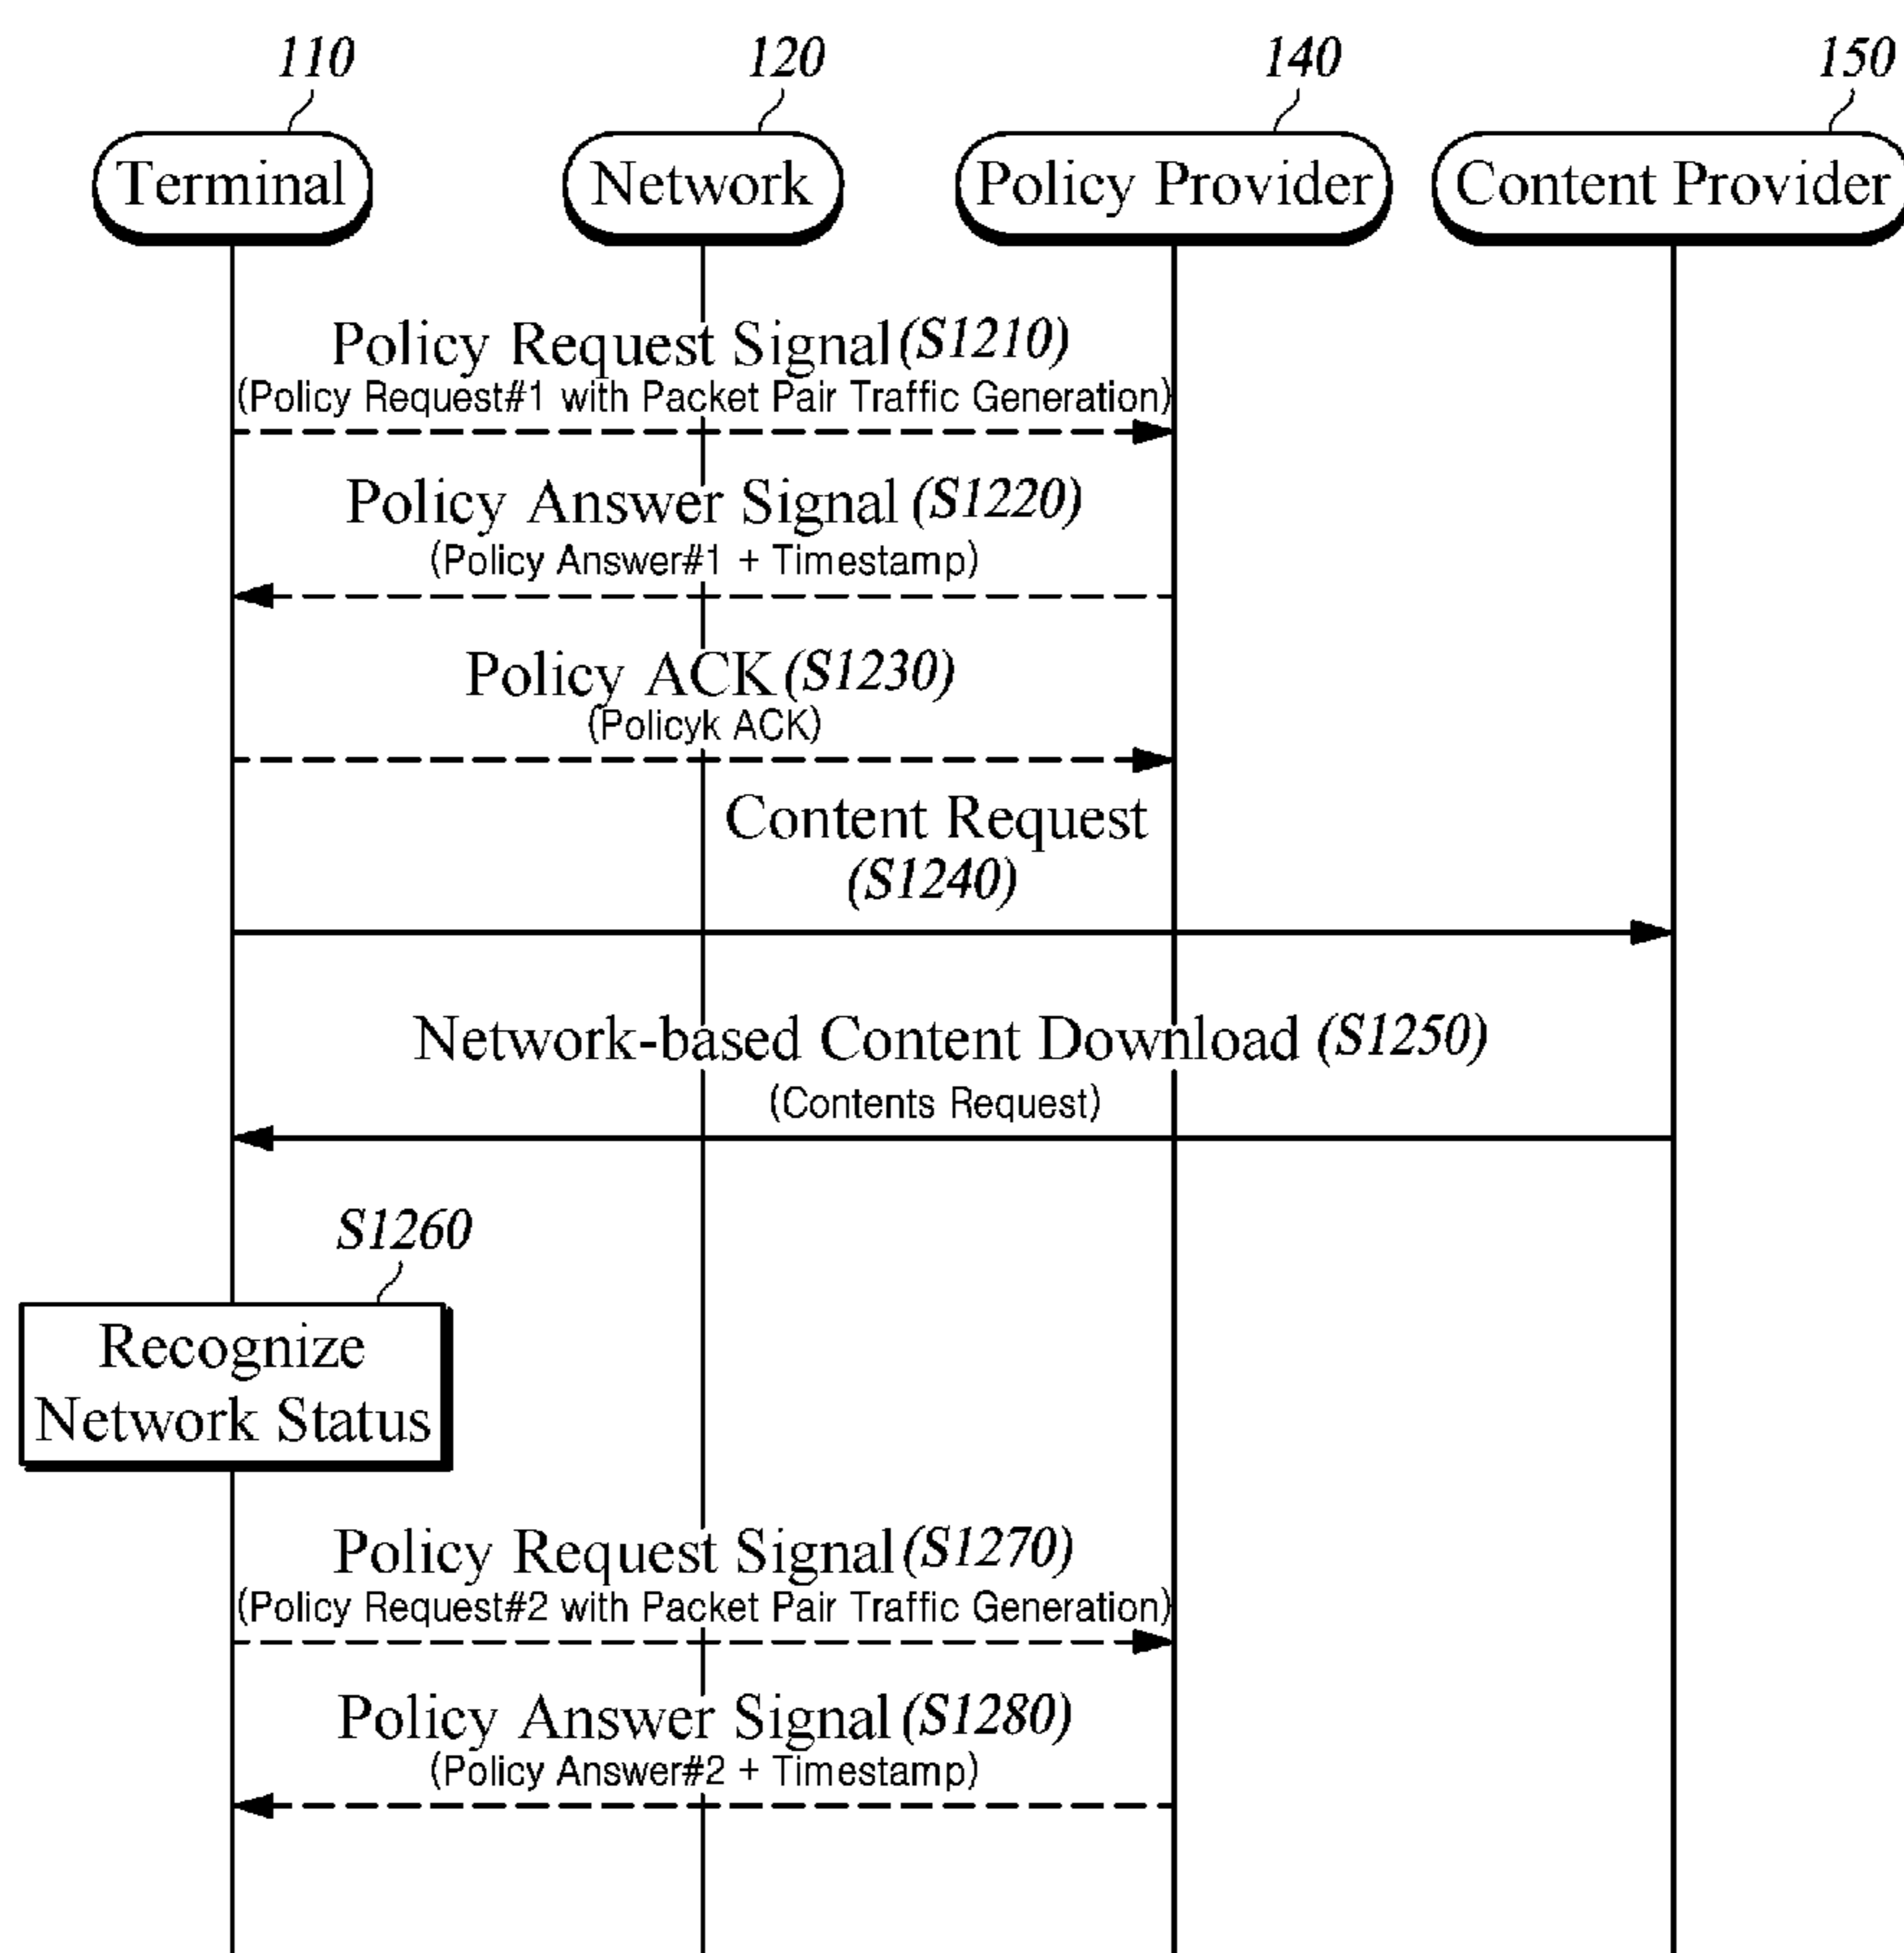 110
120
140
150
Terminal
Network
Policy Provider
Content Provider
Policy Request Signal (S1210)
(Policy Request#1 with Packet Pair Traffic Generation)
Policy Answer Signal (S1220)
(Policy Answer#1 + Timestamp)
Policy ACK (S1230)
(Policyk ACK)
Content Request
(S1240)
Network-based Content Download (S1250)
(Contents Request)
S1260
Recognize
Network Status
Policy Request Signal (S1270)
(Policy Request#2 with Packet Pair Traffic Generation)
Policy Answer Signal (S1280)
(Policy Answer#2 + Timestamp)